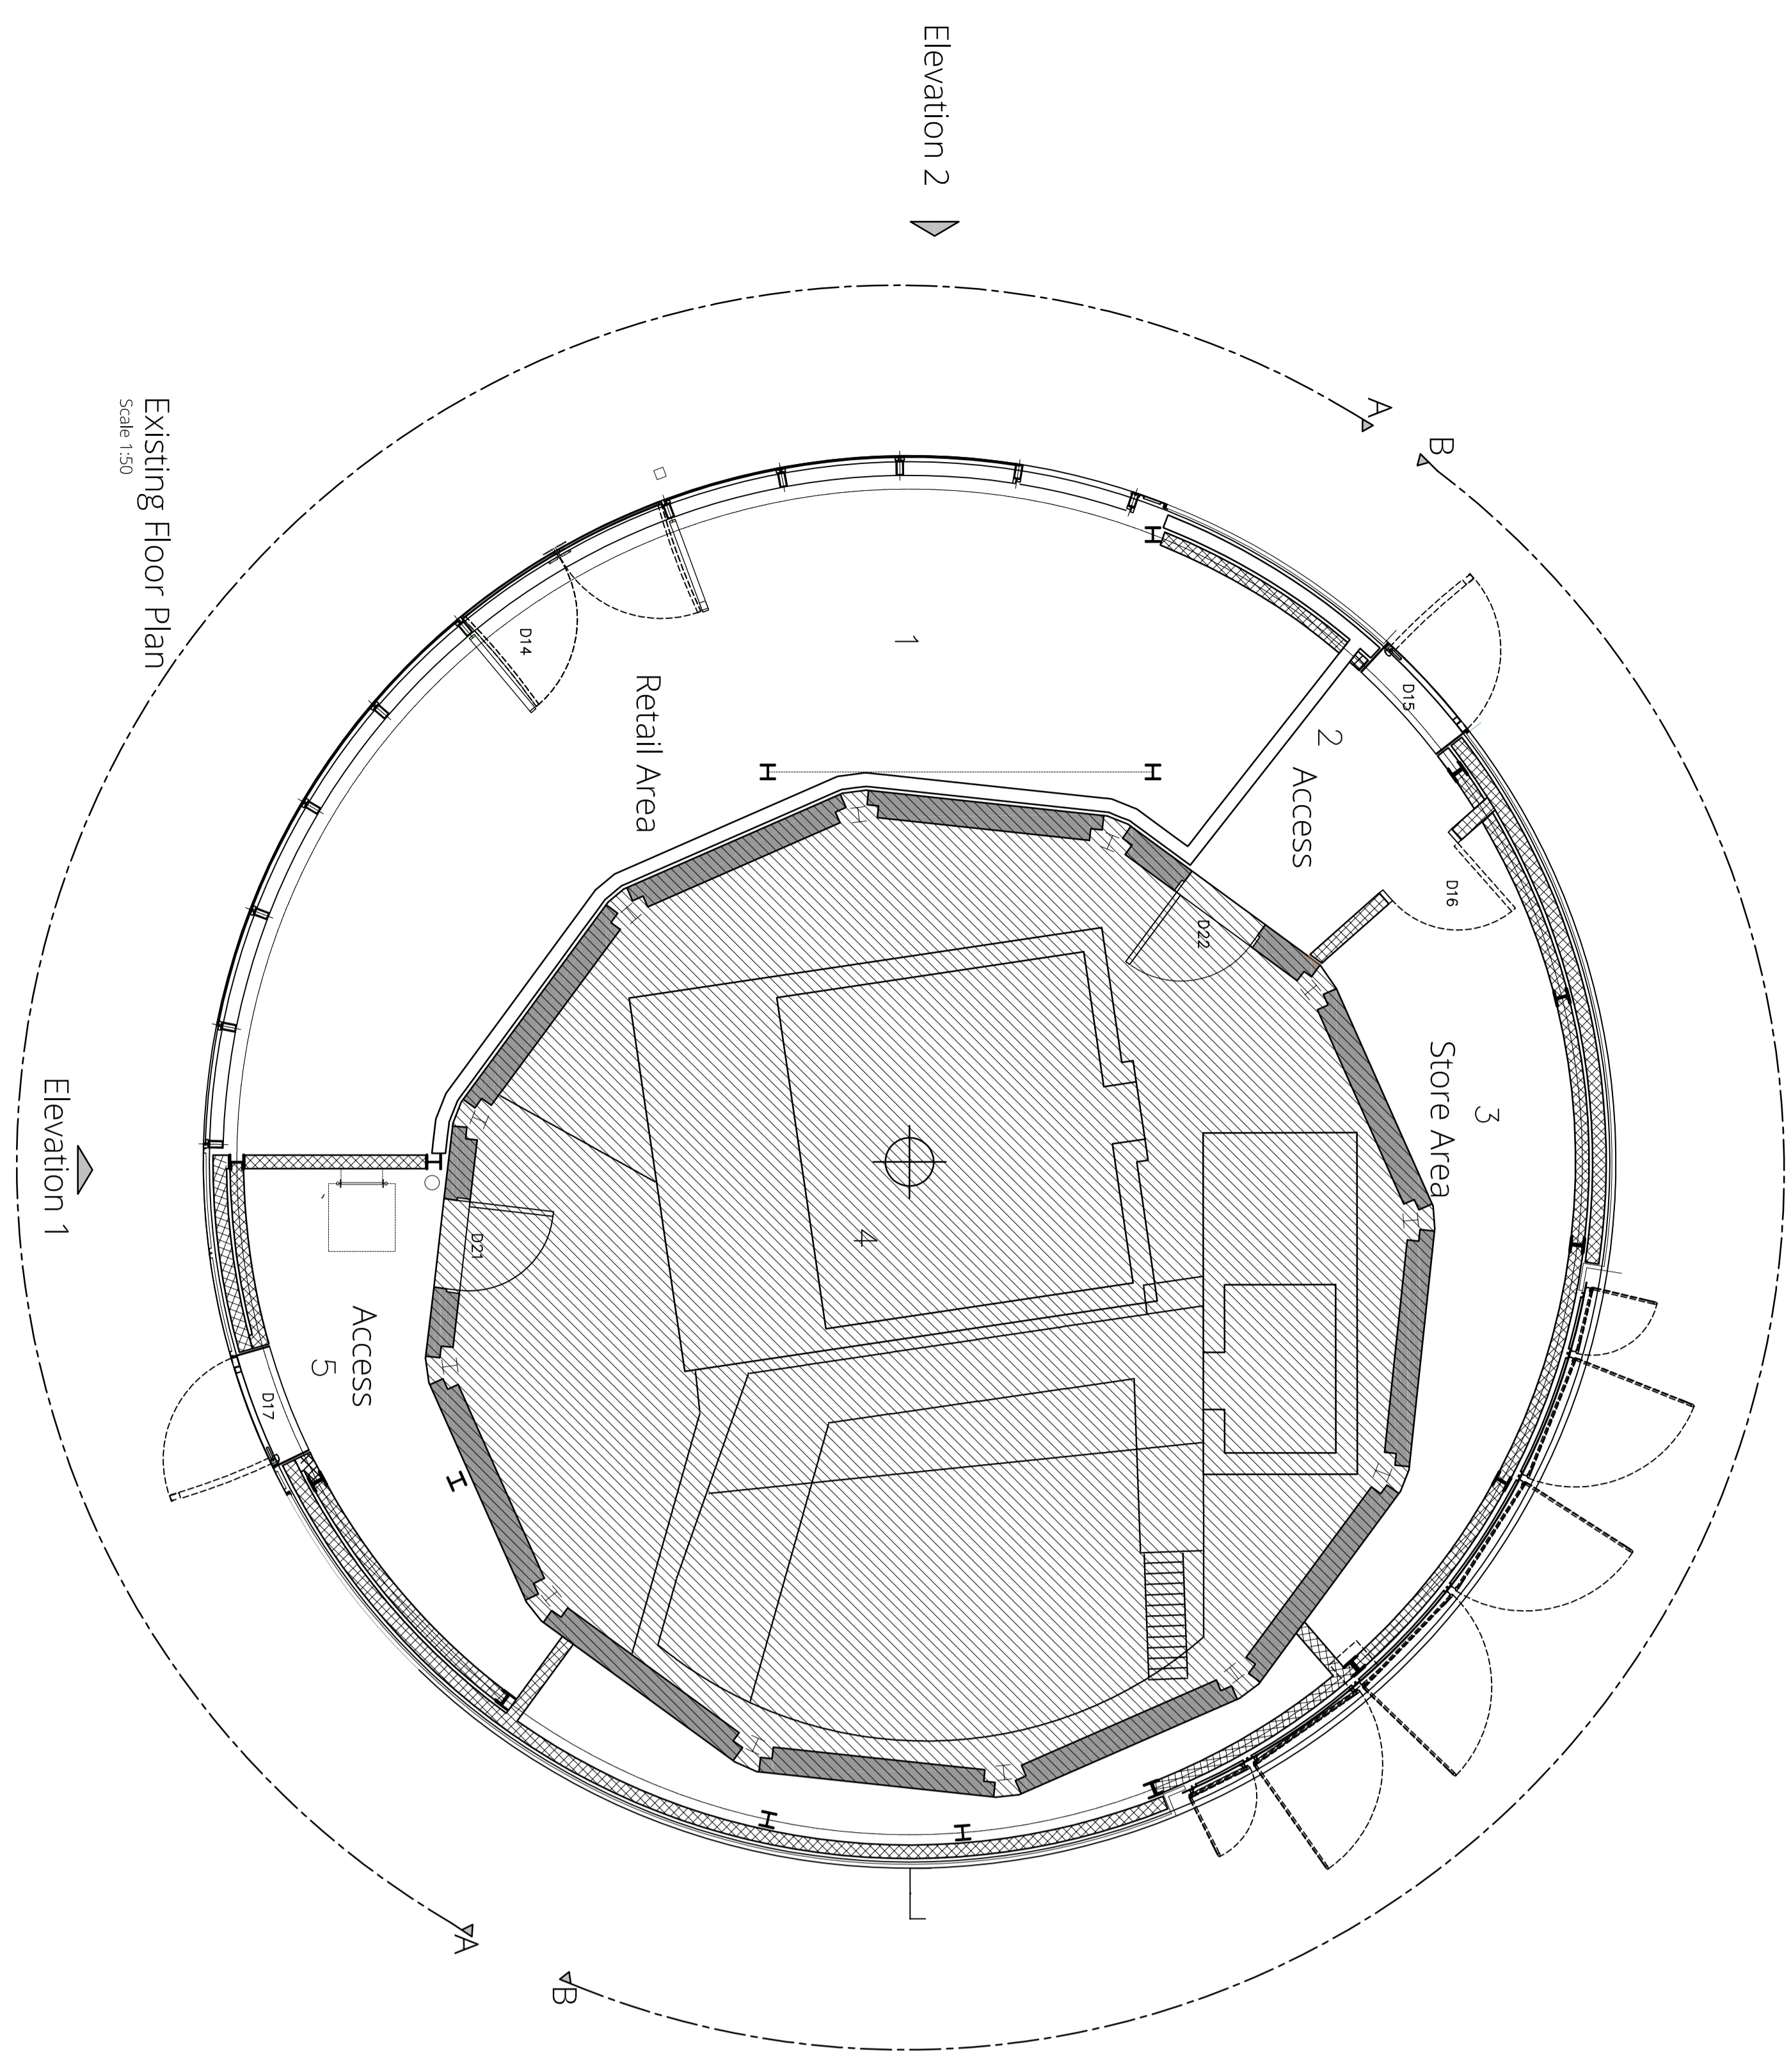 Existing Floor Plan
Scale 1:50
Elevation 2
Elevation 1
A
B
A
B
1
Retail Area
2
Access
3
Store Area
4
Access
5
D14
D15
D16
D22
D21
D17